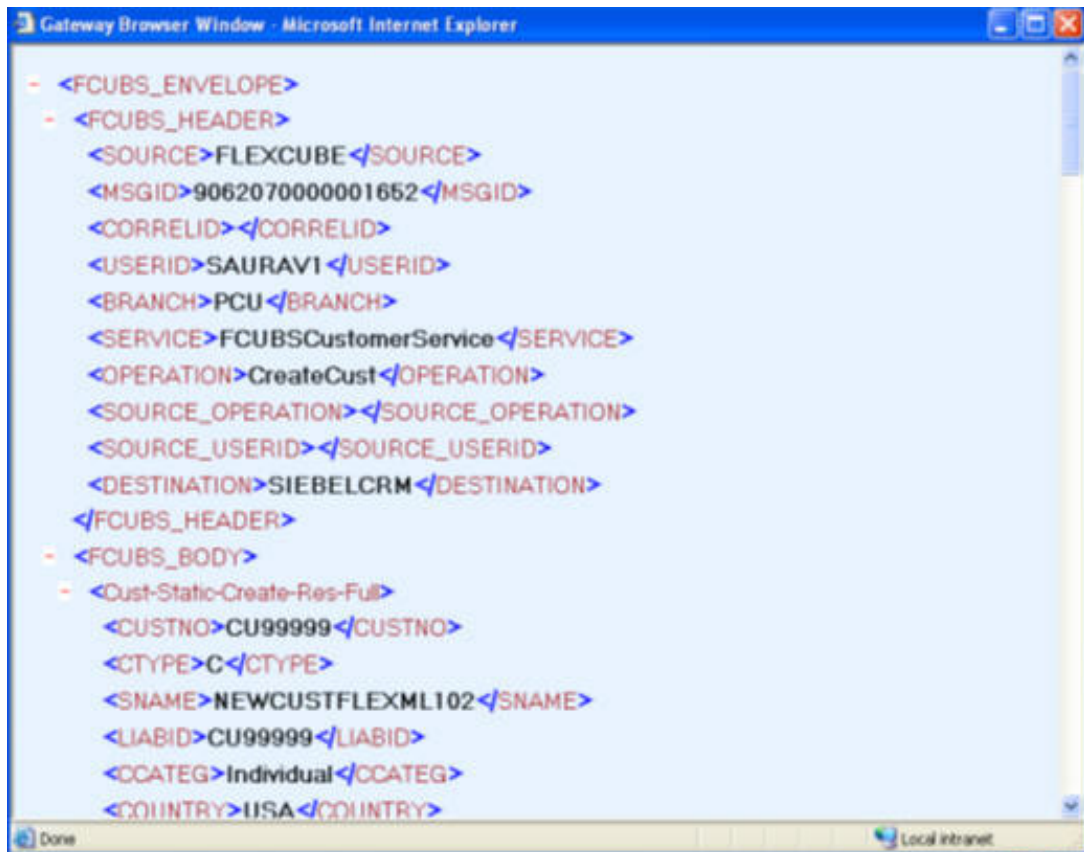 Gateway Browser Window - Microsoft Internet Explorer
- <FCUBS_ENVELOPE>
- <FCUBS_HEADER>
<SOURCE>FLEXCUBE</SOURCE>
<MSGID>9062070000001652</MSGID>
<CORRELID></CORRELID>
<USERID>SAURAV1</USERID>
<BRANCH>PCU</BRANCH>
<SERVICE>FCUBSCustomerService</SERVICE>
<OPERATION>CreateCust</OPERATION>
<SOURCE_OPERATION></SOURCE_OPERATION>
<SOURCE_USERID></SOURCE_USERID>
<DESTINATION>SIEBELCRM</DESTINATION>
</FCUBS_HEADER>
- <FCUBS_BODY>
- <Cust-Static-Create-Res-Full>
<CUSTNO>CU99999</CUSTNO>
<CTYPE>C</CTYPE>
<SNAME>NEWCUSTFLEXML102</SNAME>
<LIABID>CU99999</LIABID>
<CCATEG>Individual</CCATEG>
<COUNTRY>USA</COUNTRY>
Done Local intranet